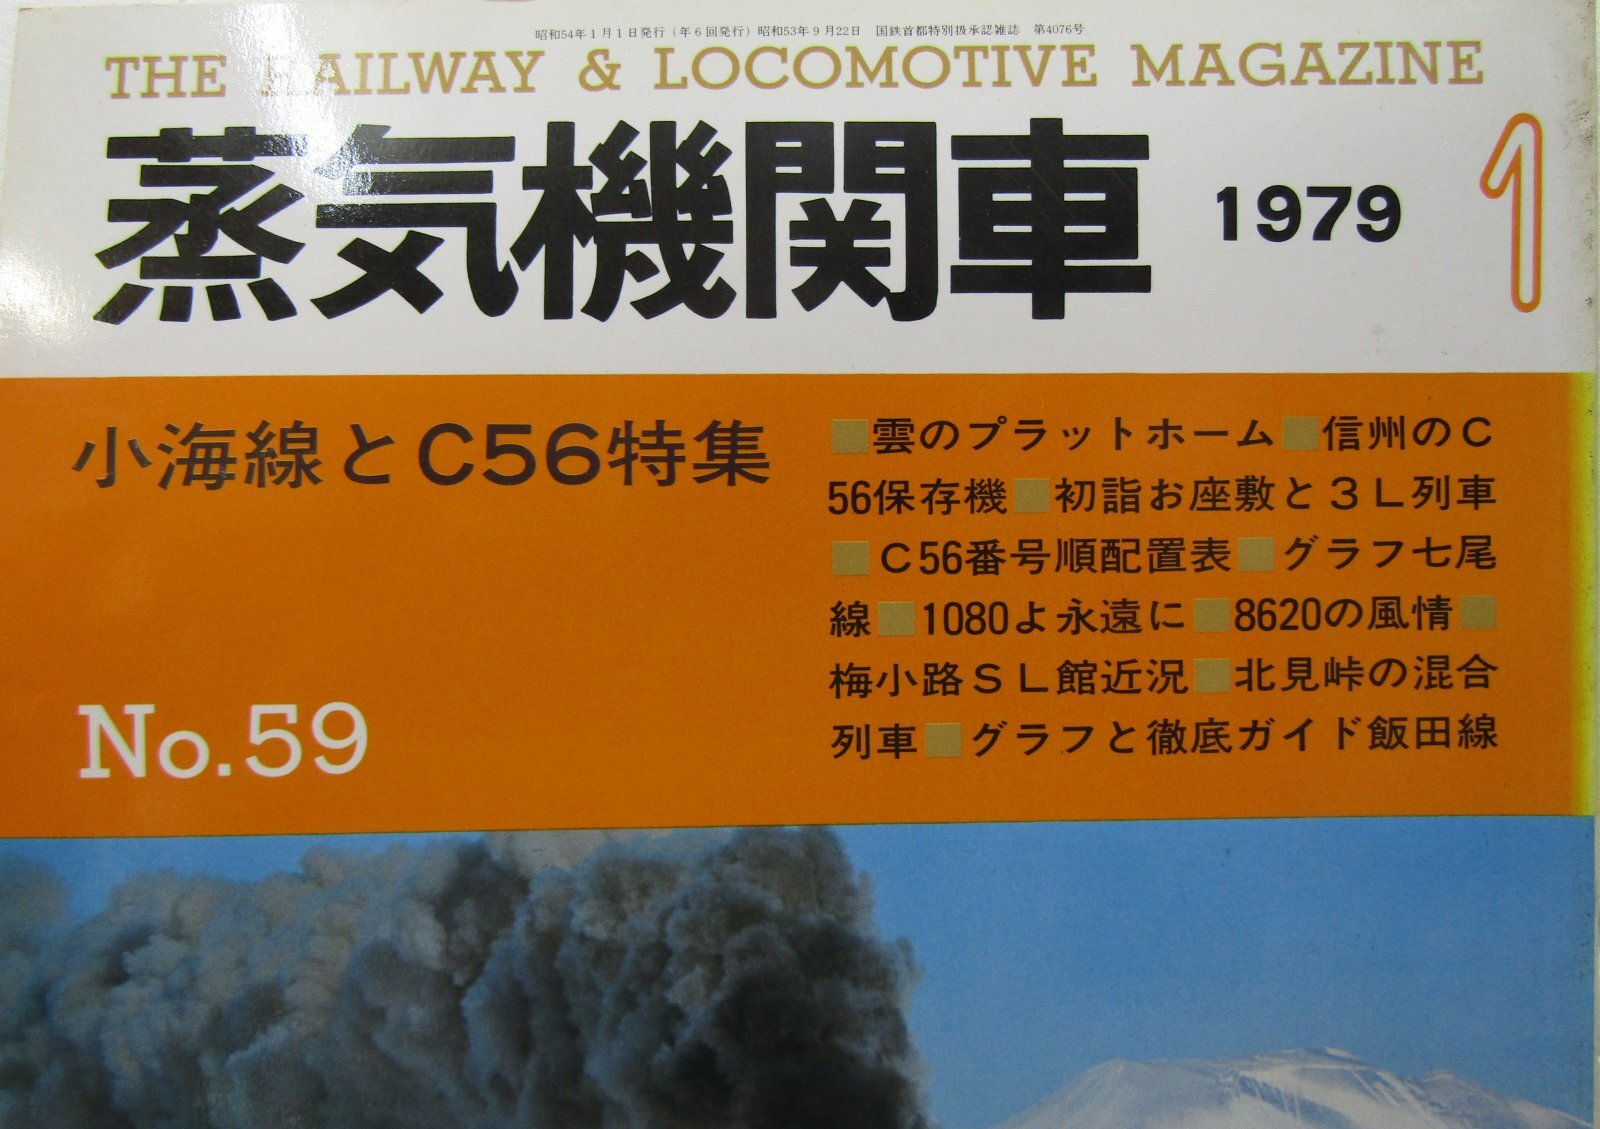 昭和54年1月1日発行（年6回発行）昭和53年9月22日　国鉄首都特別扱承認雑誌　第4076号
THE RAILWAY & LOCOMOTIVE MAGAZINE
蒸気機関車 1979 1
小海線とC56特集
■雲のプラットホーム■信州のC
56保存機■初詣お座敷と3L列車
■C56番号順配置表■グラフ七尾
線■1080よ永遠に■8620の風情■
梅小路SL館近況■北見峠の混合
列車■グラフと徹底ガイド飯田線
No.59